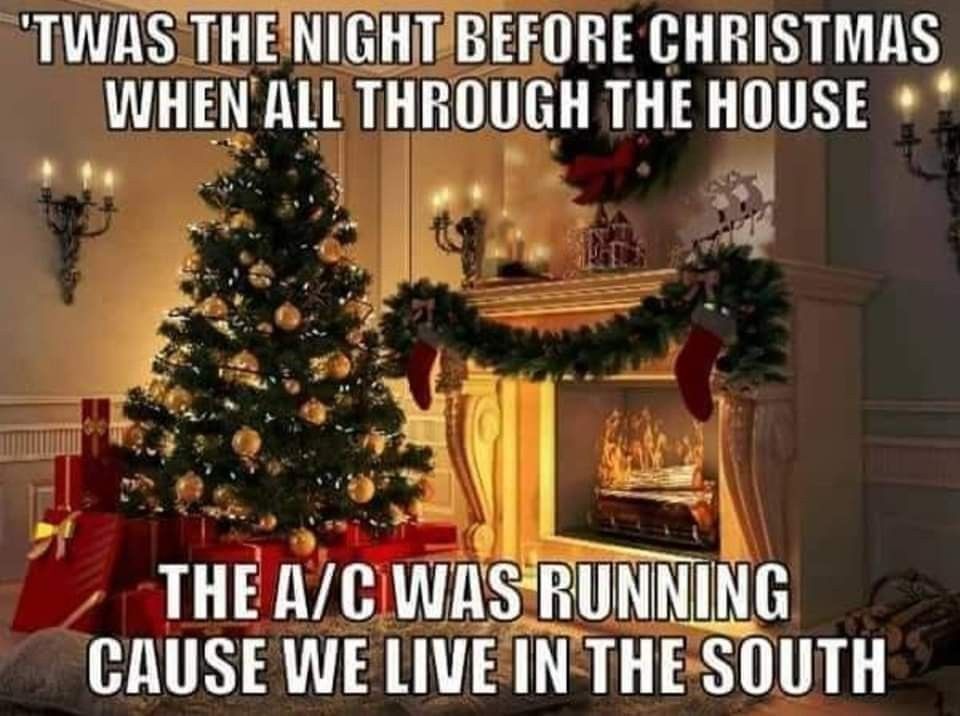 'TWAS THE NIGHT BEFORE CHRISTMAS
WHEN ALL THROUGH THE HOUSE
THE A/C WAS RUNNING
CAUSE WE LIVE IN THE SOUTH